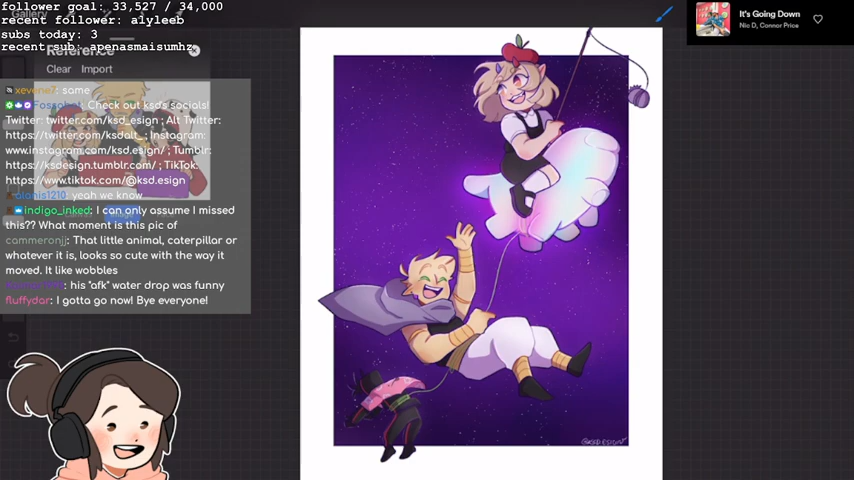 Gallery
follower goal: 33,527 / 34,000
recent follower: alyleeb
subs today: 3
recent sub: apenasmaisumhz
Reference
Clear Import
It's Going Down
Nic D, Connor Price
xevene7: same
Fossabot: Check out ksd's socials!
Twitter: twitter.com/ksd_esign ; Alt Twitter:
https://twitter.com/ksdalt_ ; Instagram:
www.instagram.com/ksd.esign/ ; Tumblr:
https://ksdesign.tumblr.com/ ; TikTok:
https://www.tiktok.com/@ksd.esign
yeah we know
indigo_inked: I can only assume I missed
this?? What moment is this pic of
cammeronjj: That little animal, caterpillar or
whatever it is, looks so cute with the way it
moved. It like wobbles
his "afk" water drop was funny
fluffydar: I gotta go now! Bye everyone!
@KSDESIGN